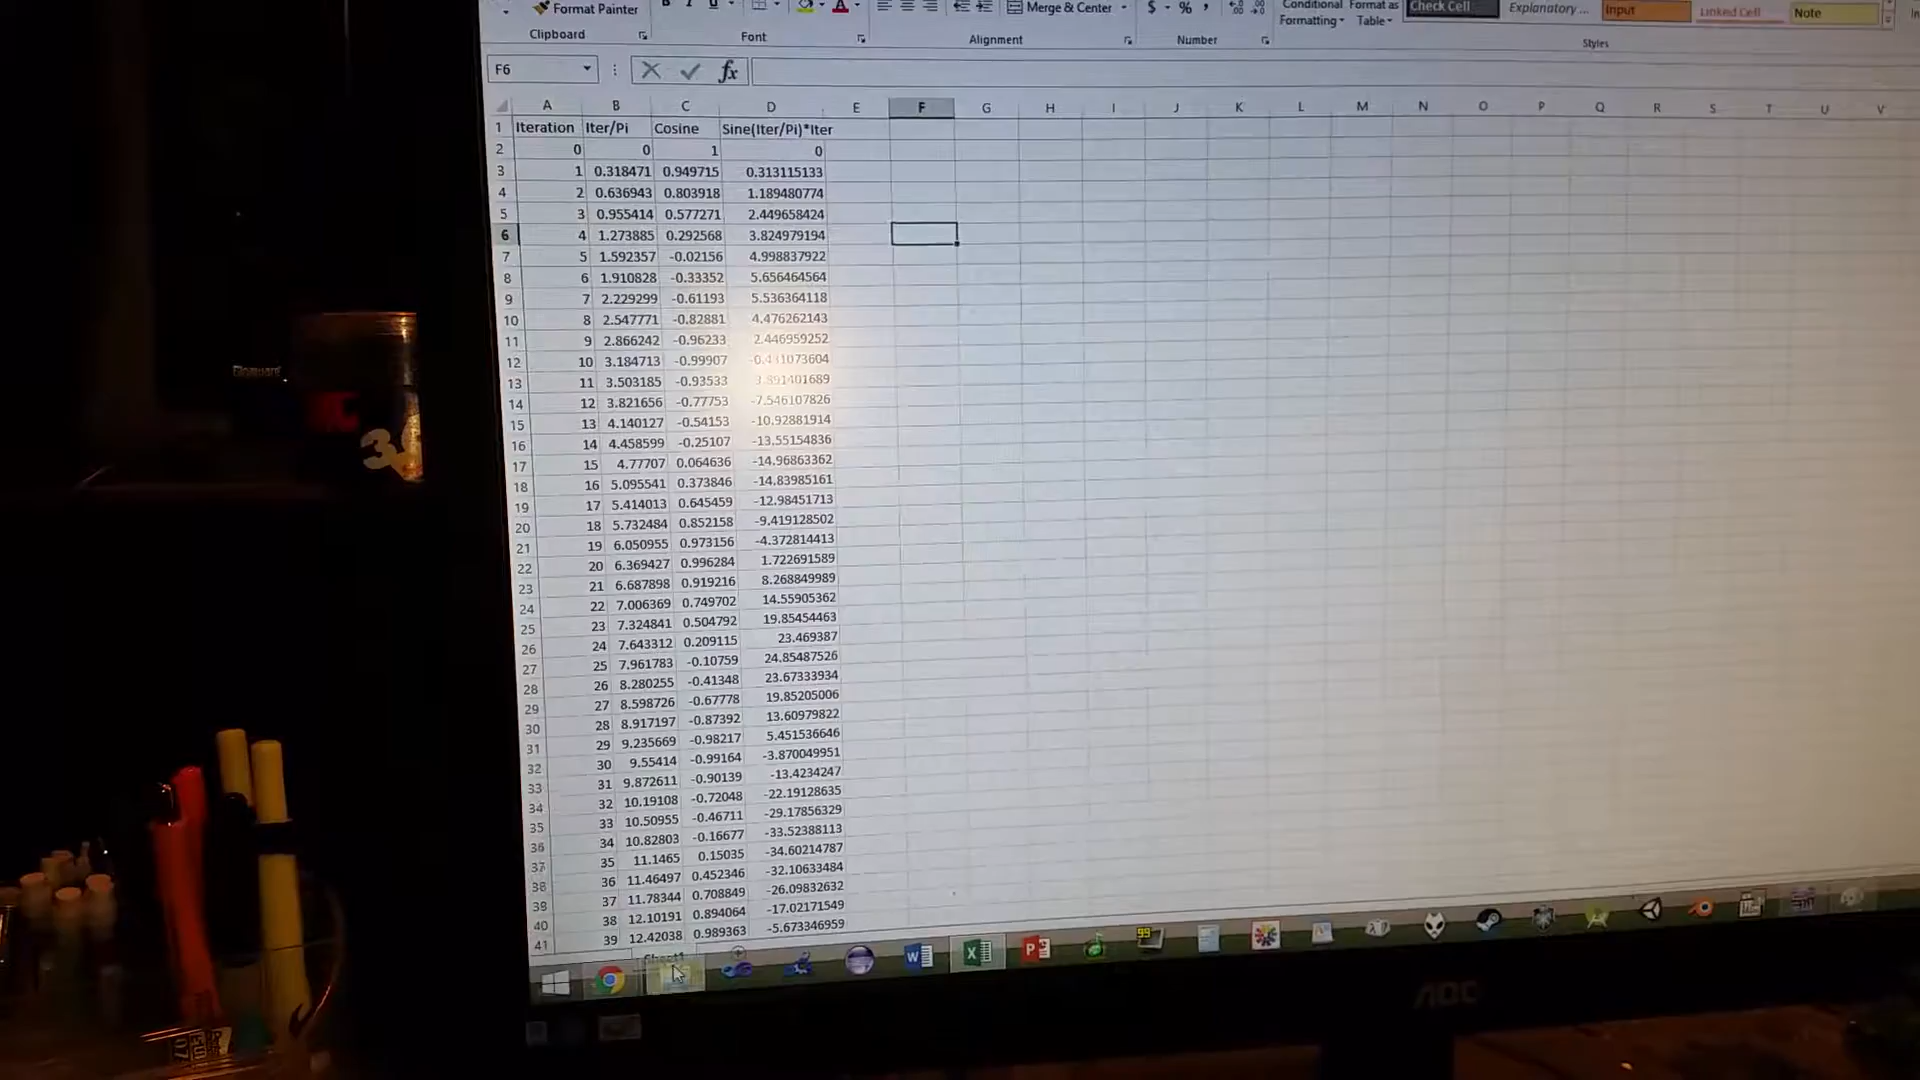 Format Painter
B I U
Merge & Center
$ % ,
Conditional
Formatting
Format as
Table
Check Cell
Explanatory ...
Input
Linked Cell
Note
Clipboard
Font
Alignment
Number
Styles
F6
fx
A B C D E F G H I J K L M N O P Q R S T U V
1 Iteration Iter/Pi Cosine Sine(Iter/Pi)*Iter
2 0 0 1 0
3 1 0.318471 0.949715 0.313115133
4 2 0.636943 0.803918 1.189480774
5 3 0.955414 0.577271 2.449658424
6 4 1.273885 0.292568 3.824979194
7 5 1.592357 -0.02156 4.998837922
8 6 1.910828 -0.33352 5.656464564
9 7 2.229299 -0.61193 5.536364118
10 8 2.547771 -0.82881 4.476262143
11 9 2.866242 -0.96233 2.446959252
12 10 3.184713 -0.99907
13 11 3.503185 -0.93533
14 12 3.821656 -0.77753 -7.546107826
15 13 4.140127 -0.54153 -10.92881914
16 14 4.458599 -0.25107 -13.55154836
17 15 4.77707 0.064636 -14.96863362
18 16 5.095541 0.373846 -14.83985161
19 17 5.414013 0.645459 -12.98451713
20 18 5.732484 0.852158 -9.419128502
21 19 6.050955 0.973156 -4.372814413
22 20 6.369427 0.996284 1.722691589
23 21 6.687898 0.919216 8.268849989
24 22 7.006369 0.749702 14.55905362
25 23 7.324841 0.504792 19.85454463
26 24 7.643312 0.209115 23.469387
27 25 7.961783 -0.10759 24.85487526
28 26 8.280255 -0.41348 23.67333934
29 27 8.598726 -0.67778 19.85205006
30 28 8.917197 -0.87392 13.60979822
31 29 9.235669 -0.98217 5.451536646
32 30 9.55414 -0.99164 -3.870049951
33 31 9.872611 -0.90139 -13.4234247
34 32 10.19108 -0.72048 -22.19128635
35 33 10.50955 -0.46711 -29.17856329
36 34 10.82803 -0.16677 -33.52388113
37 35 11.1465 0.15035 -34.60214787
38 36 11.46497 0.452346 -32.10633484
39 37 11.78344 0.708849 -26.09832632
40 38 12.10191 0.894064 -17.02171549
41 39 12.42038 0.989363 -5.673346959
Sheet1
99
AOC